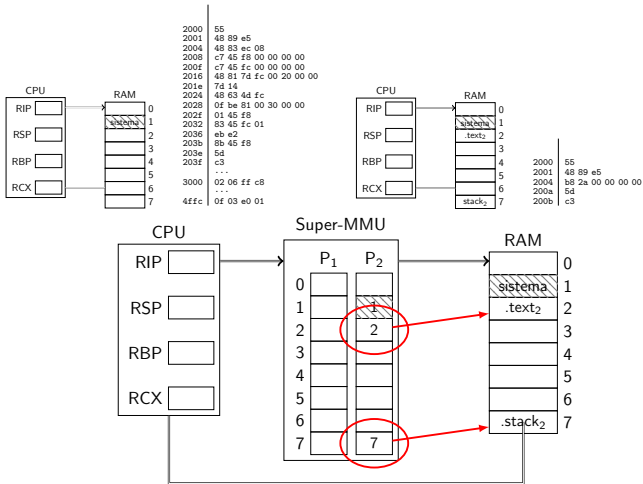 2000 55
2001 48 89 e5
2004 48 83 ec 08
2008 c7 45 f8 00 00 00 00
200f c7 45 fc 00 00 00 00
2016 48 81 7d fc 00 20 00 00
201e 7d 14
2024 48 63 4d fc
2028 0f be 81 00 30 00 00
202f 01 45 f8
2032 83 45 fc 01
2036 eb e2
203b 8b 45 f8
203e 5d
203f c3
...
3000 02 06 ff c8
...
4ffc 0f 03 e0 01
CPU
RIP
RSP
RBP
RCX
RAM
0
sistema 1
2
3
4
5
6
7
CPU
RIP
RSP
RBP
RCX
RAM
0
sistema 1
.text2 2
3
4
5
6
stack2 7
2000 55
2001 48 89 e5
2004 b8 2a 00 00 00 00
200a 5d
200b c3
CPU
RIP
RSP
RBP
RCX
Super-MMU
P1 P2
0
1 1
2 2
3
4
5
6
7 7
RAM
0
sistema 1
.text2 2
3
4
5
6
.stack2 7